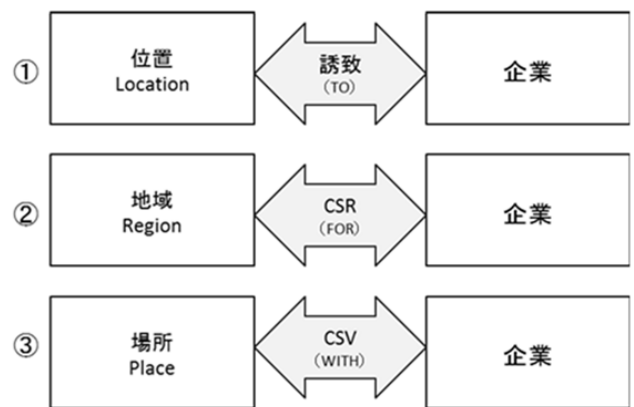 ①
位置
Location
誘致
(TO)
企業
②
地域
Region
CSR
(FOR)
企業
③
場所
Place
CSV
(WITH)
企業